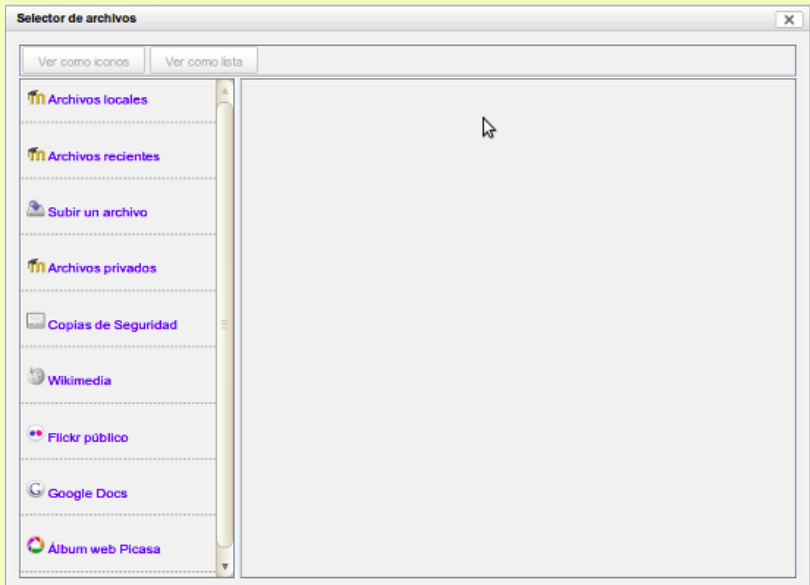 Selector de archivos
Ver como iconos
Ver como lista
Archivos locales
Archivos recientes
Subir un archivo
Archivos privados
Copias de Seguridad
Wikimedia
Flickr público
Google Docs
Álbum web Picasa